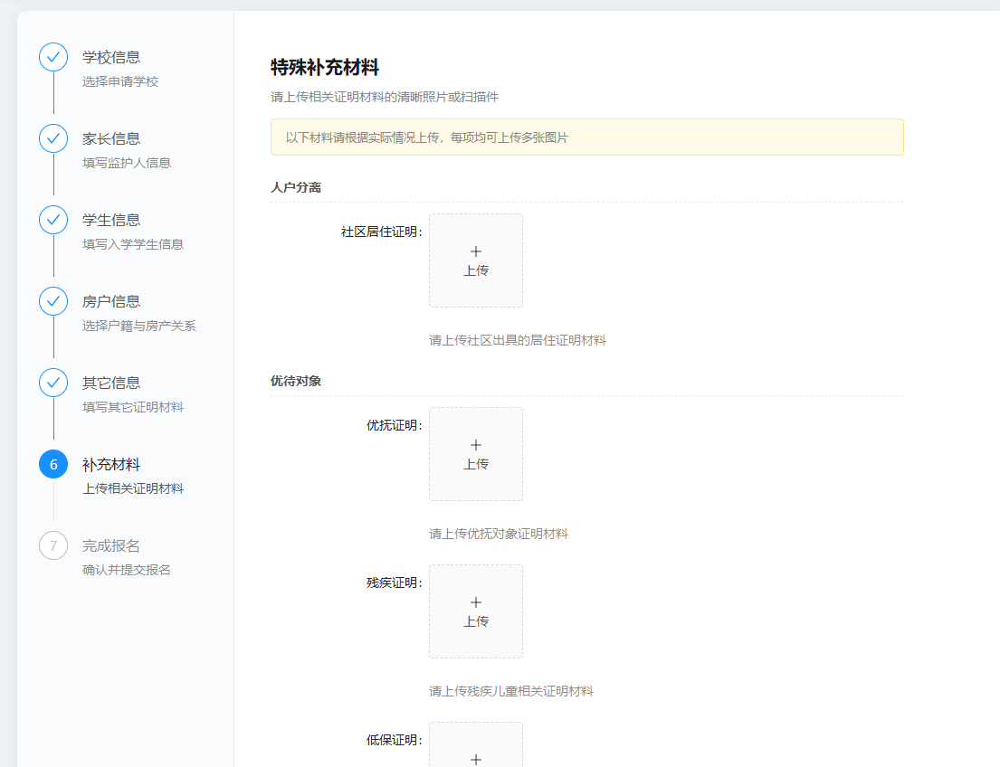 学校信息
选择申请学校
家长信息
填写监护人信息
学生信息
填写入学学生信息
房户信息
选择户籍与房产关系
其它信息
填写其它证明材料
6
补充材料
上传相关证明材料
7
完成报名
确认并提交报名
特殊补充材料
请上传相关证明材料的清晰照片或扫描件
以下材料请根据实际情况上传，每项均可上传多张图片
人户分离
社区居住证明:
+
上传
请上传社区出具的居住证明材料
优待对象
优抚证明:
+
上传
请上传优抚对象证明材料
残疾证明:
+
上传
请上传残疾儿童相关证明材料
低保证明:
+